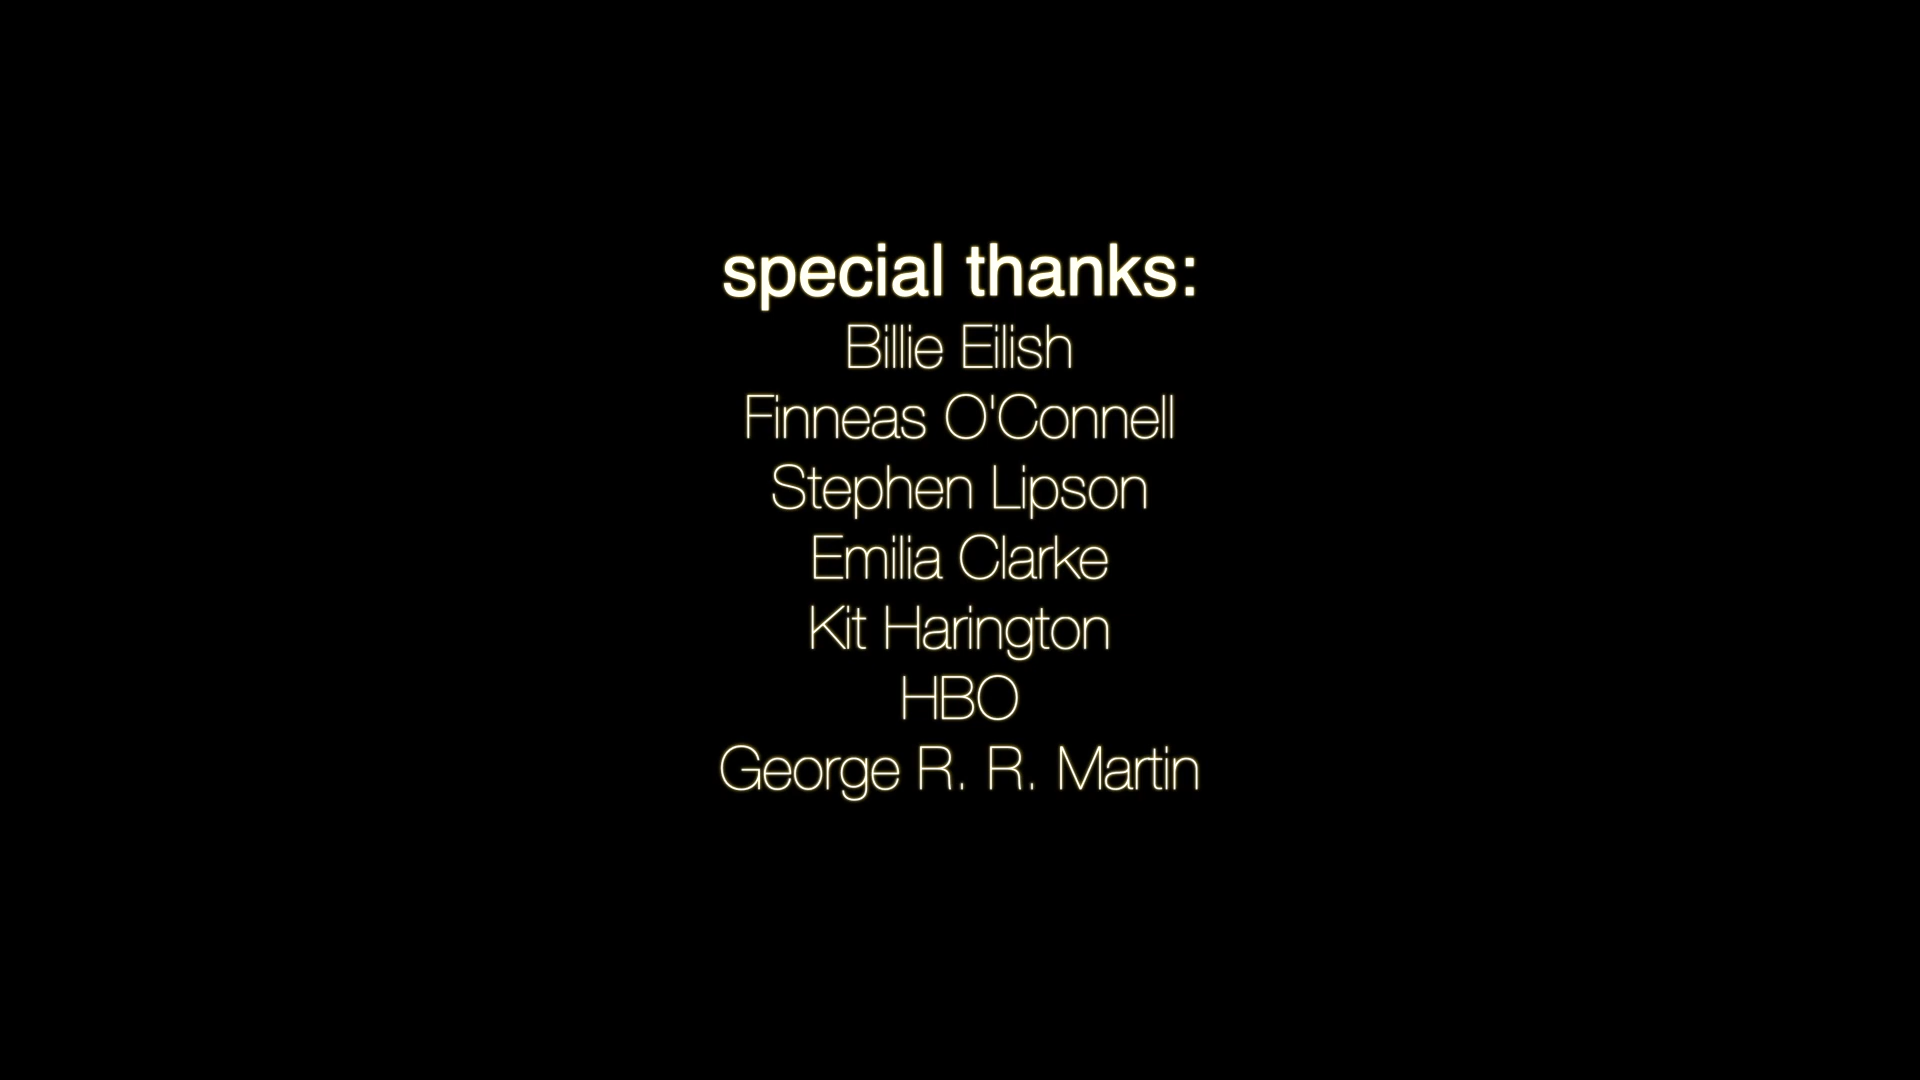 special thanks:
Billie Eilish
Finneas O'Connell
Stephen Lipson
Emilia Clarke
Kit Harington
HBO
George R. R. Martin